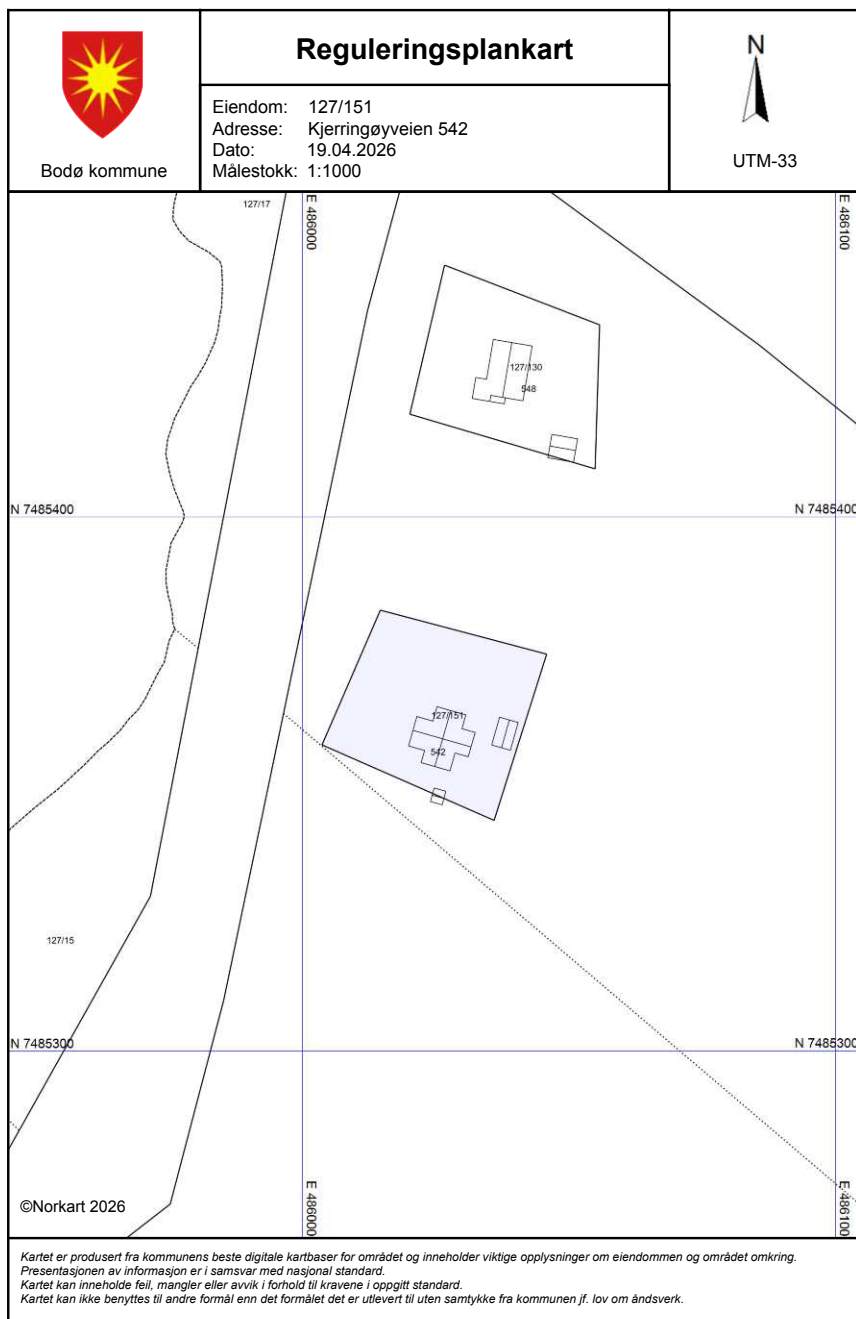 Reguleringsplankart
Bodø kommune
Eiendom: 127/151
Adresse: Kjerringøyveien 542
Dato: 19.04.2026
Målestokk: 1:1000
N
UTM-33
127/17
E 486000
E 486100
127/130
548
N 7485400
N 7485400
127/151
542
127/15
N 7485300
N 7485300
E 486000
E 486100
©Norkart 2026
Kartet er produsert fra kommunens beste digitale kartbaser for området og inneholder viktige opplysninger om eiendommen og området omkring.
Presentasjonen av informasjon er i samsvar med nasjonal standard.
Kartet kan inneholde feil, mangler eller avvik i forhold til kravene i oppgitt standard.
Kartet kan ikke benyttes til andre formål enn det formålet det er utlevert til uten samtykke fra kommunen jf. lov om åndsverk.